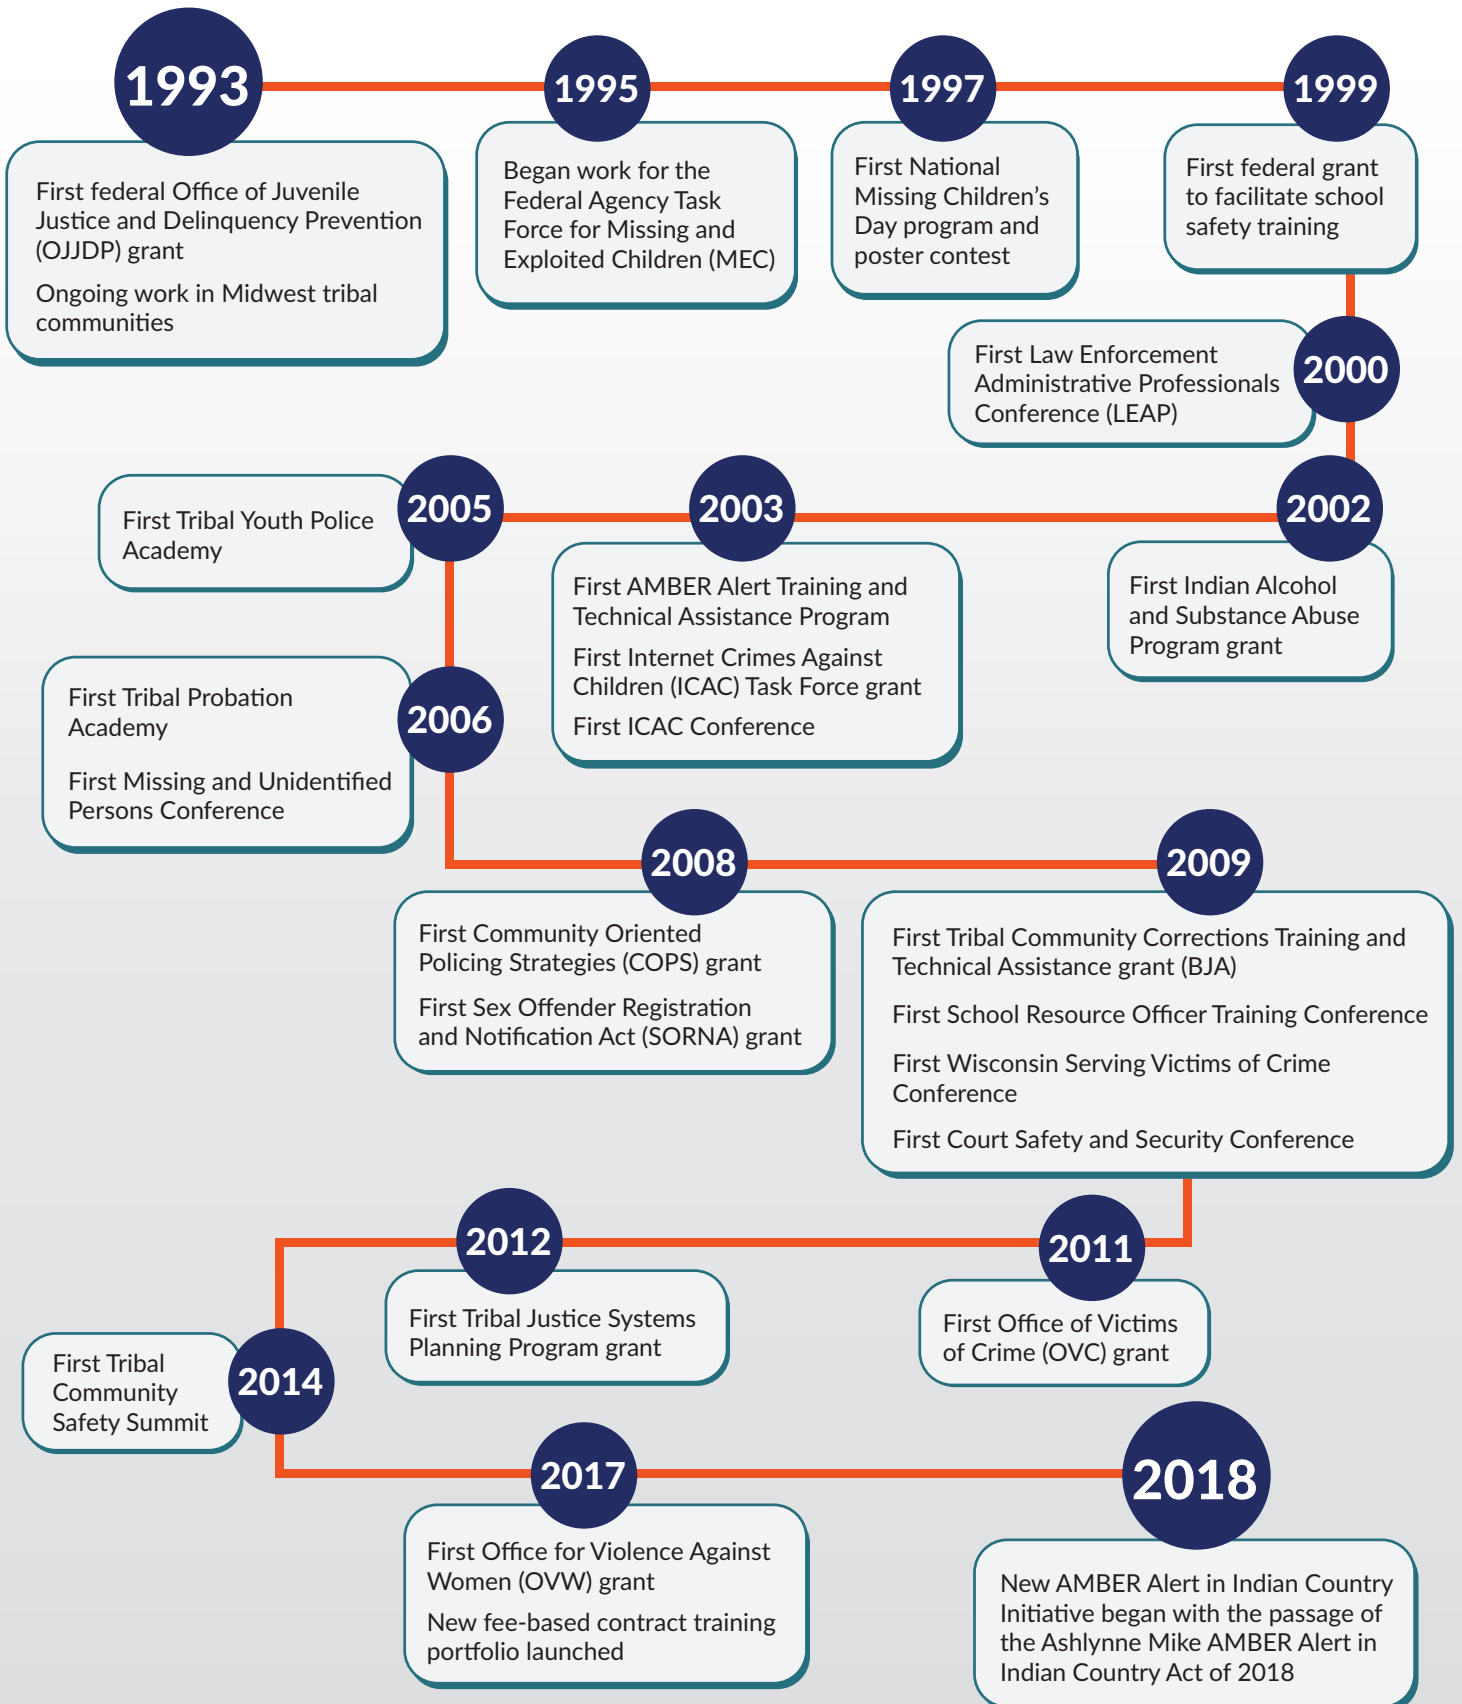 1993
First federal Office of Juvenile
Justice and Delinquency Prevention
(OJJDP) grant
Ongoing work in Midwest tribal
communities
1995
Began work for the
Federal Agency Task
Force for Missing and
Exploited Children (MEC)
1997
First National
Missing Children’s
Day program and
poster contest
1999
First federal grant
to facilitate school
safety training
2000
First Law Enforcement
Administrative Professionals
Conference (LEAP)
2002
First Indian Alcohol
and Substance Abuse
Program grant
2003
First AMBER Alert Training and
Technical Assistance Program
First Internet Crimes Against
Children (ICAC) Task Force grant
First ICAC Conference
2005
First Tribal Youth Police
Academy
2006
First Tribal Probation
Academy
First Missing and Unidentified
Persons Conference
2008
First Community Oriented
Policing Strategies (COPS) grant
First Sex Offender Registration
and Notification Act (SORNA) grant
2009
First Tribal Community Corrections Training and
Technical Assistance grant (BJA)
First School Resource Officer Training Conference
First Wisconsin Serving Victims of Crime
Conference
First Court Safety and Security Conference
2011
First Office of Victims
of Crime (OVC) grant
2012
First Tribal Justice Systems
Planning Program grant
2014
First Tribal
Community
Safety Summit
2017
First Office for Violence Against
Women (OVW) grant
New fee-based contract training
portfolio launched
2018
New AMBER Alert in Indian Country
Initiative began with the passage of
the Ashlynne Mike AMBER Alert in
Indian Country Act of 2018